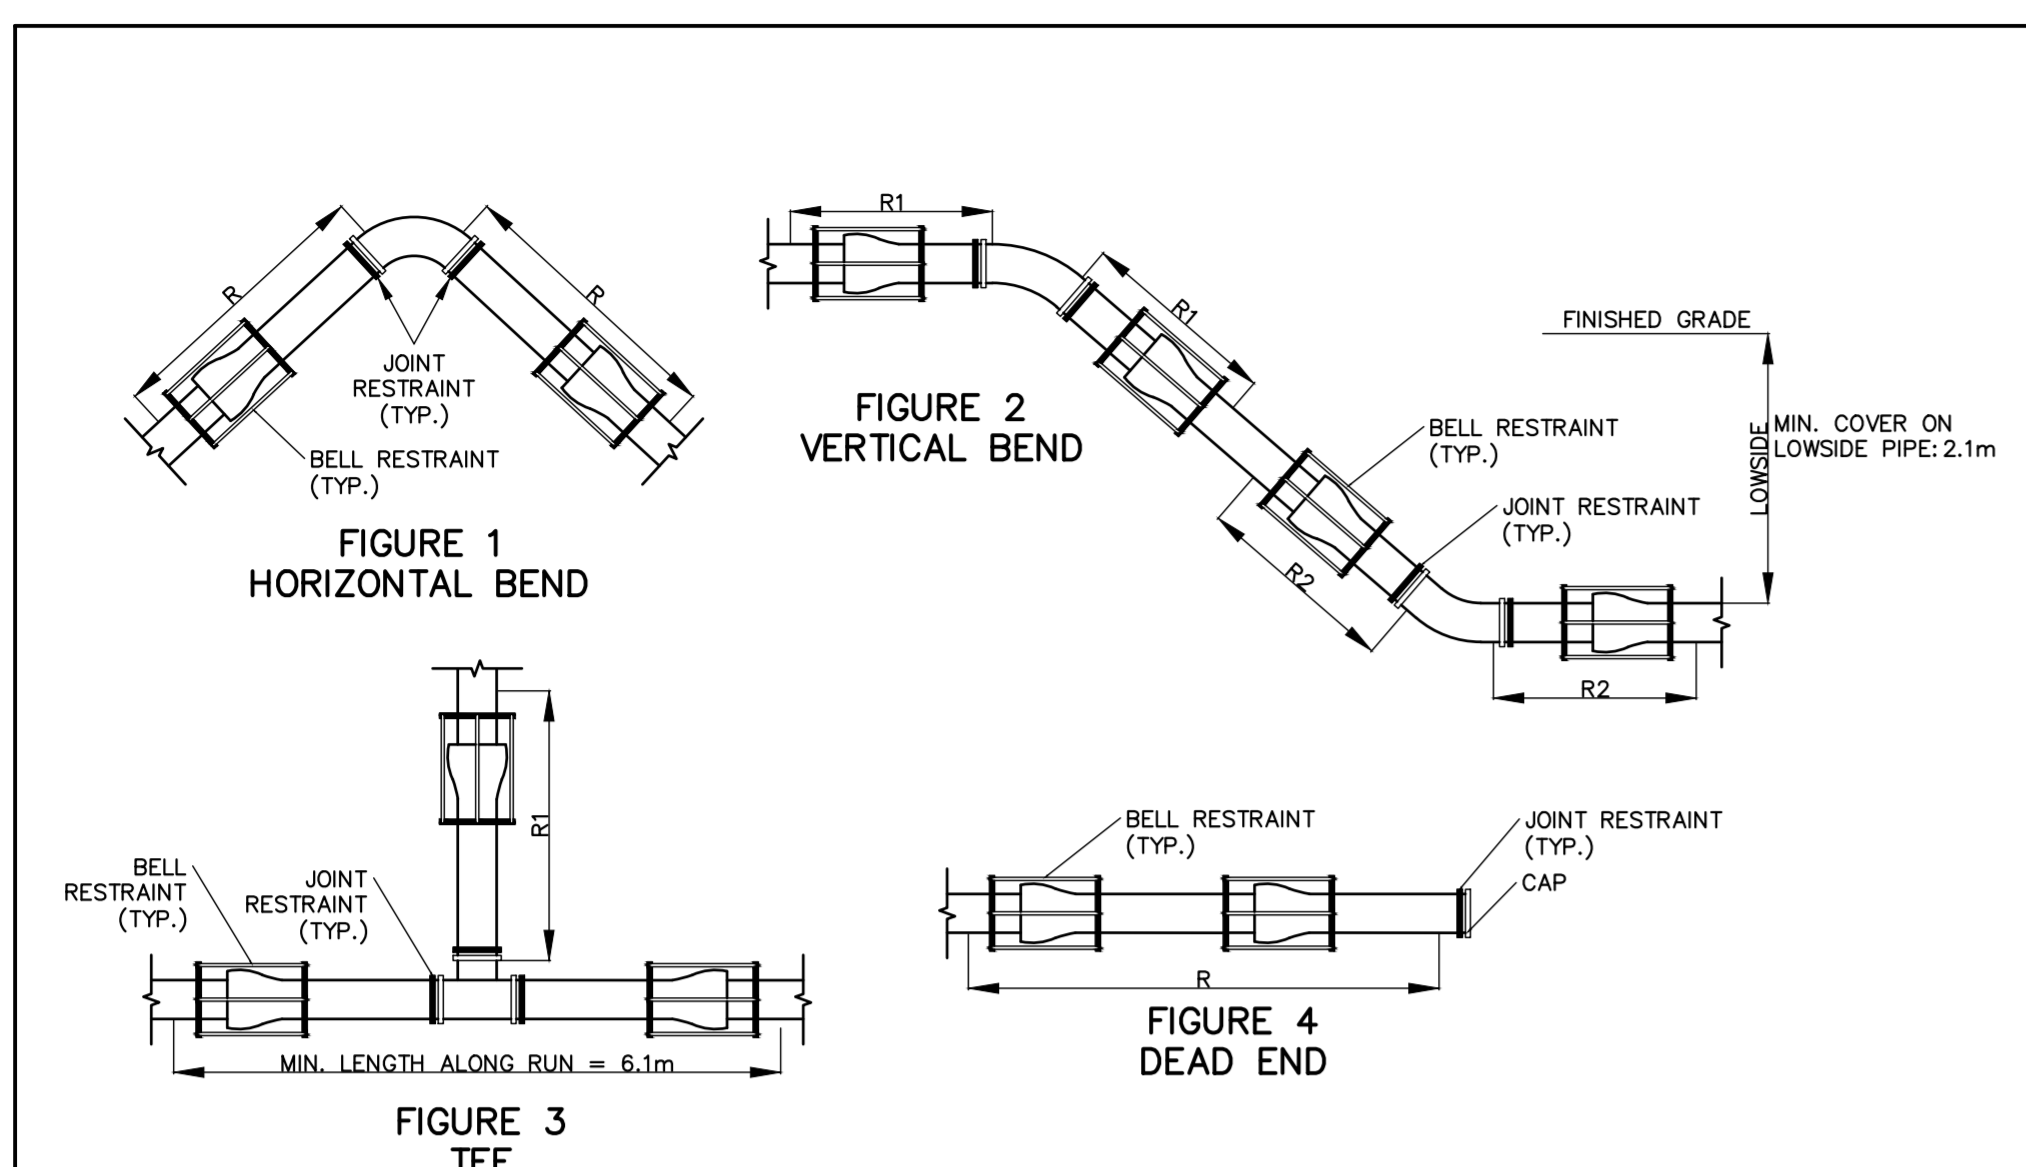 R
R
JOINT
RESTRAINT
(TYP.)
BELL RESTRAINT
(TYP.)
FIGURE 1
HORIZONTAL BEND
R1
R1
FIGURE 2
VERTICAL BEND
FINISHED GRADE
LOWSIDE
MIN. COVER ON
LOWSIDE PIPE: 2.1m
BELL RESTRAINT
(TYP.)
JOINT RESTRAINT
(TYP.)
R2
R2
R1
BELL
RESTRAINT
(TYP.)
JOINT
RESTRAINT
(TYP.)
MIN. LENGTH ALONG RUN = 6.1m
FIGURE 3
TEE
BELL RESTRAINT
(TYP.)
JOINT RESTRAINT
(TYP.)
CAP
R
FIGURE 4
DEAD END